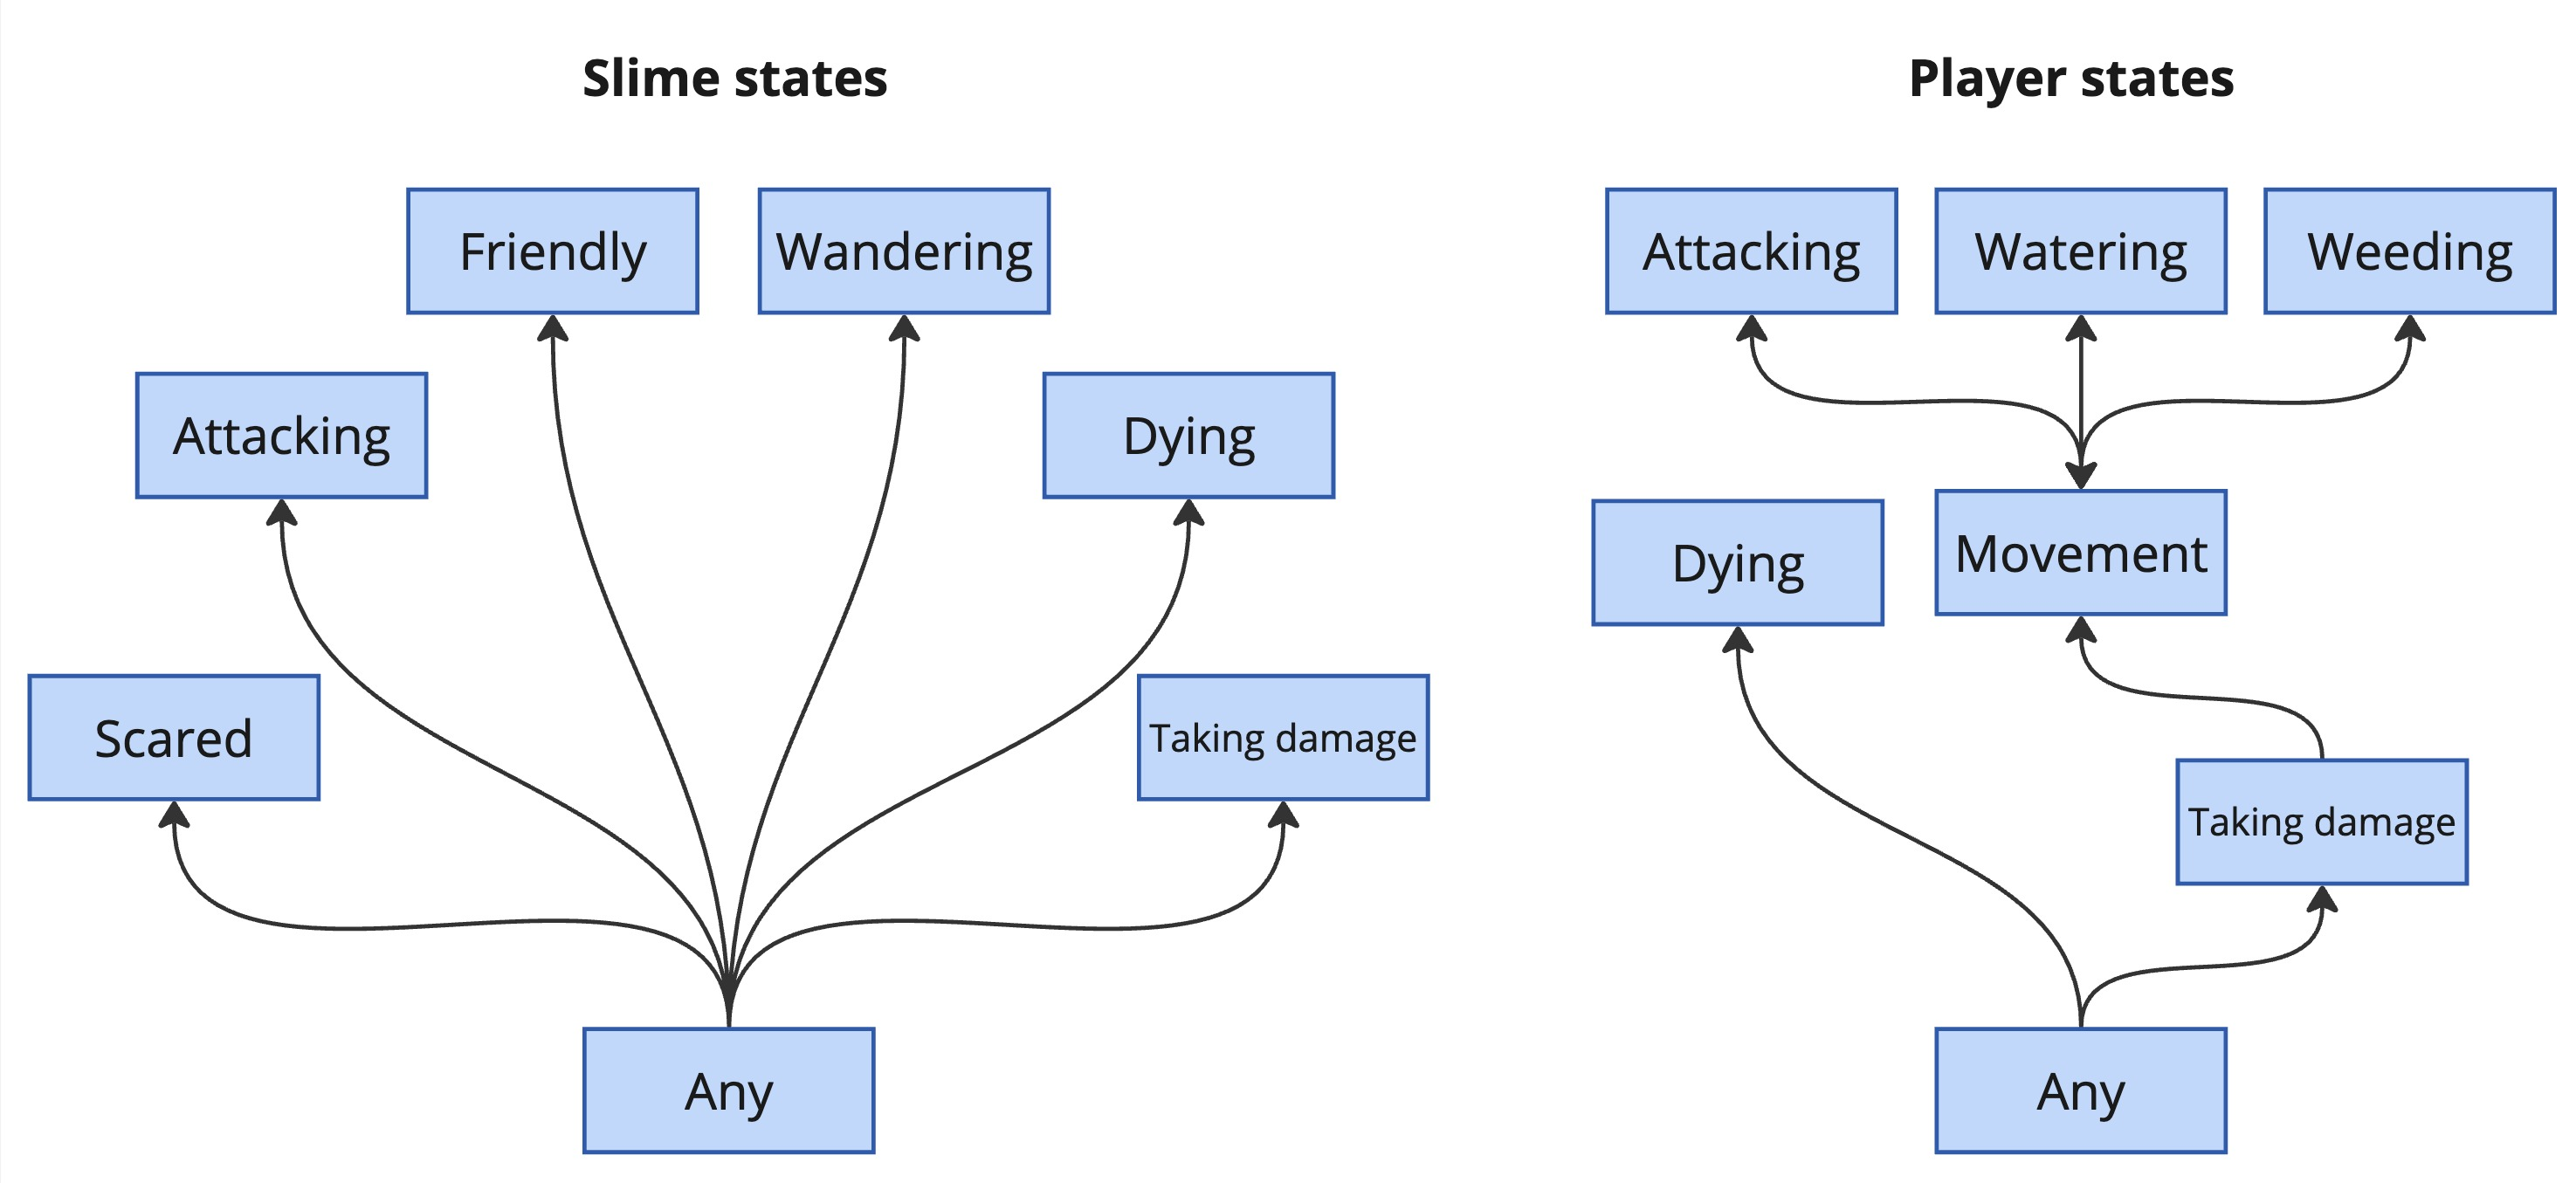 Slime states
Friendly
Wandering
Attacking
Dying
Scared
Taking damage
Any
Player states
Attacking
Watering
Weeding
Dying
Movement
Taking damage
Any